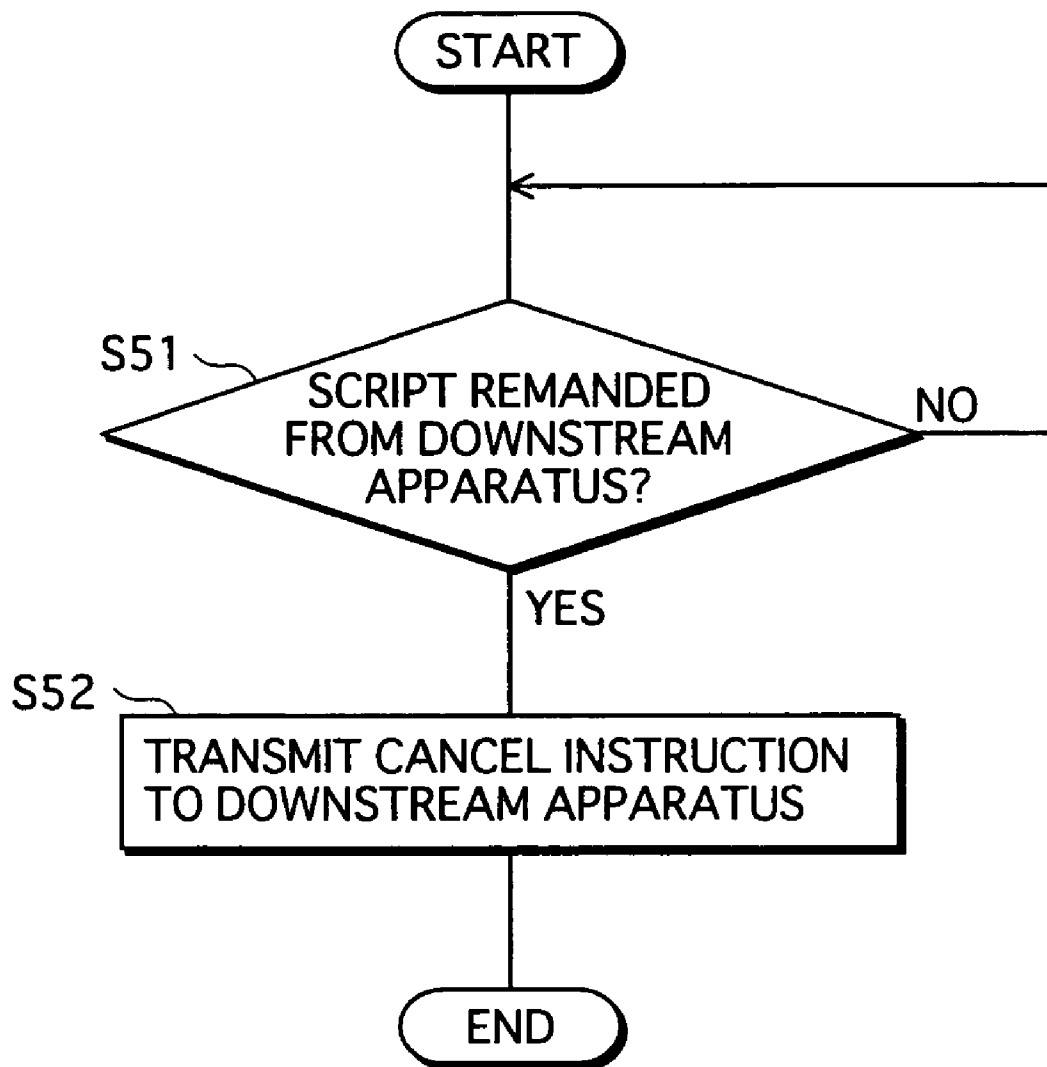 START
S51
SCRIPT REMANDED
FROM DOWNSTREAM
APPARATUS?
NO
YES
S52
TRANSMIT CANCEL INSTRUCTION
TO DOWNSTREAM APPARATUS
END